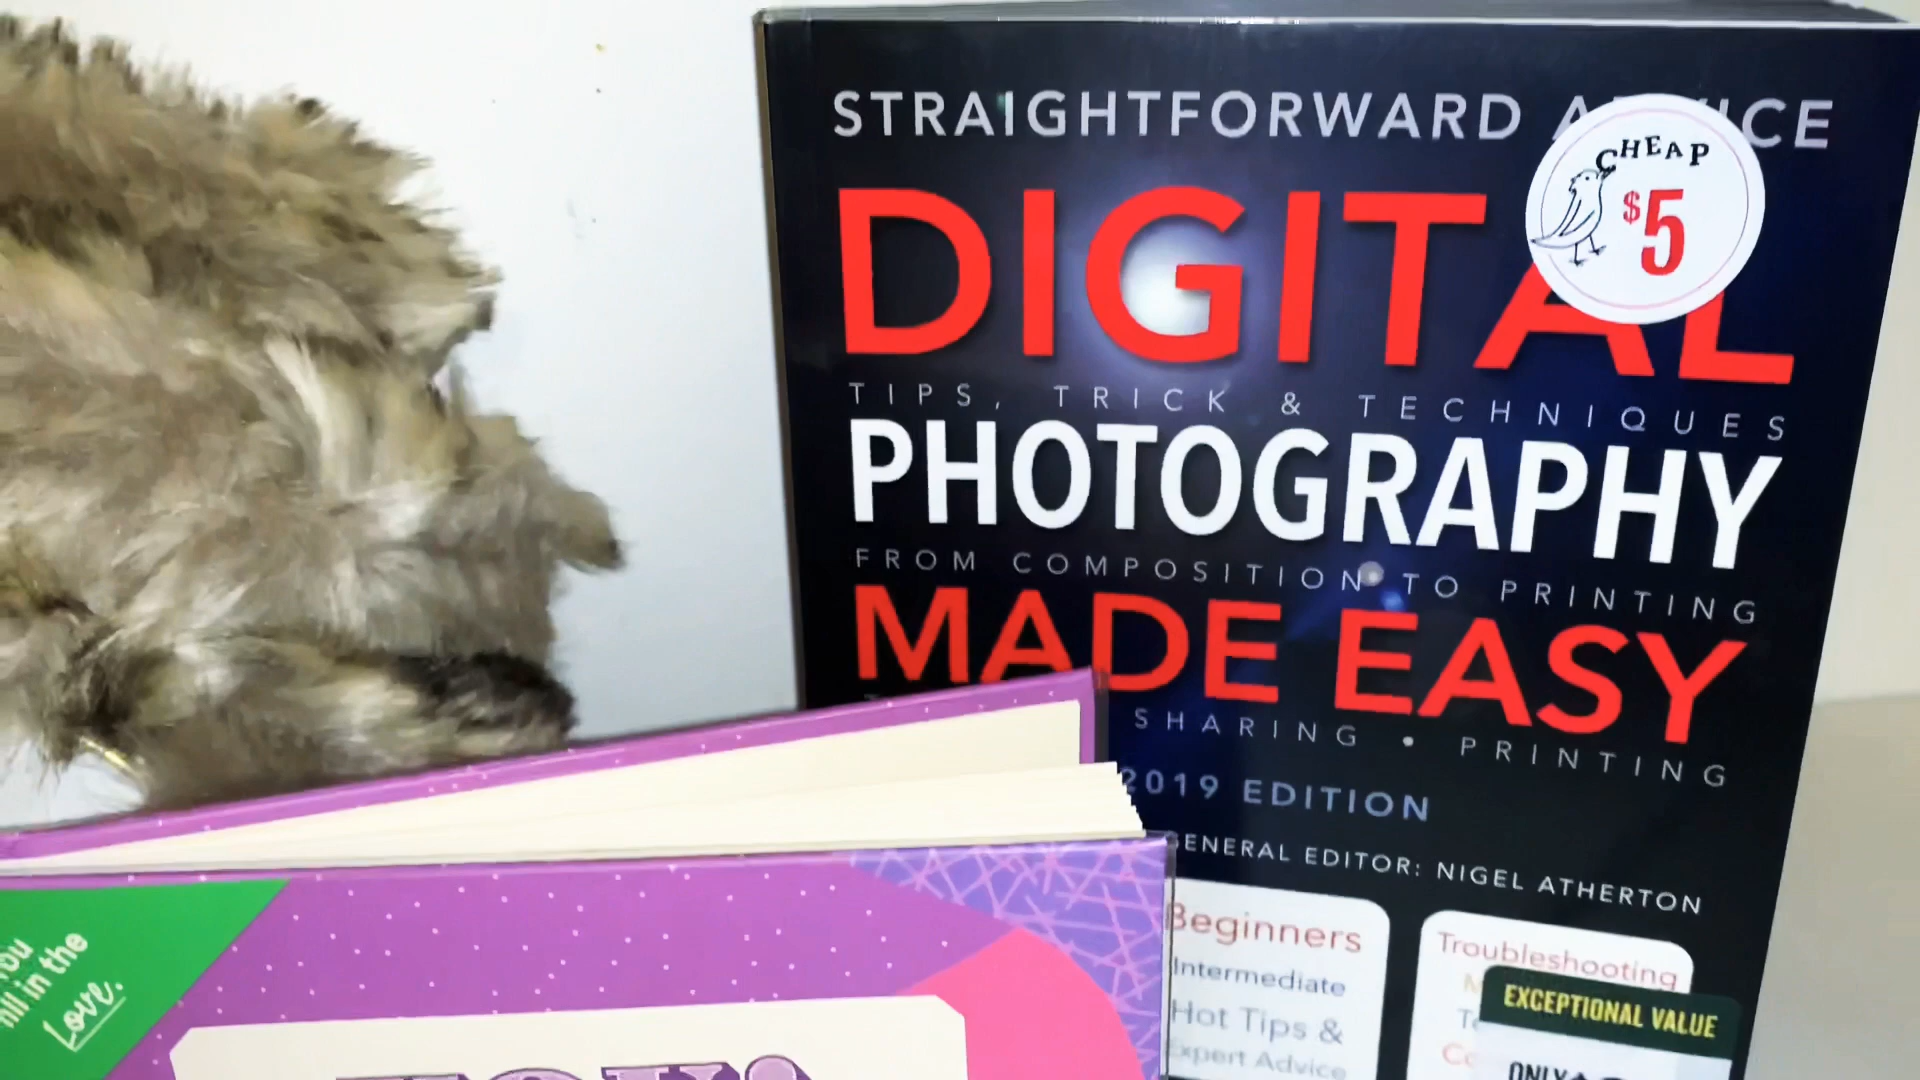 STRAIGHTFORWARD
CHEAP
$5
DIGITAL
TIPS, TRICK & TECHNIQUES
PHOTOGRAPHY
FROM COMPOSITION TO PRINTING
MADE EASY
SHARING • PRINTING
2019 EDITION
GENERAL EDITOR: NIGEL ATHERTON
Beginners
Intermediate
Hot Tips &
Expert Advice
Troubleshooting
EXCEPTIONAL VALUE
ONLY
in the
Love.